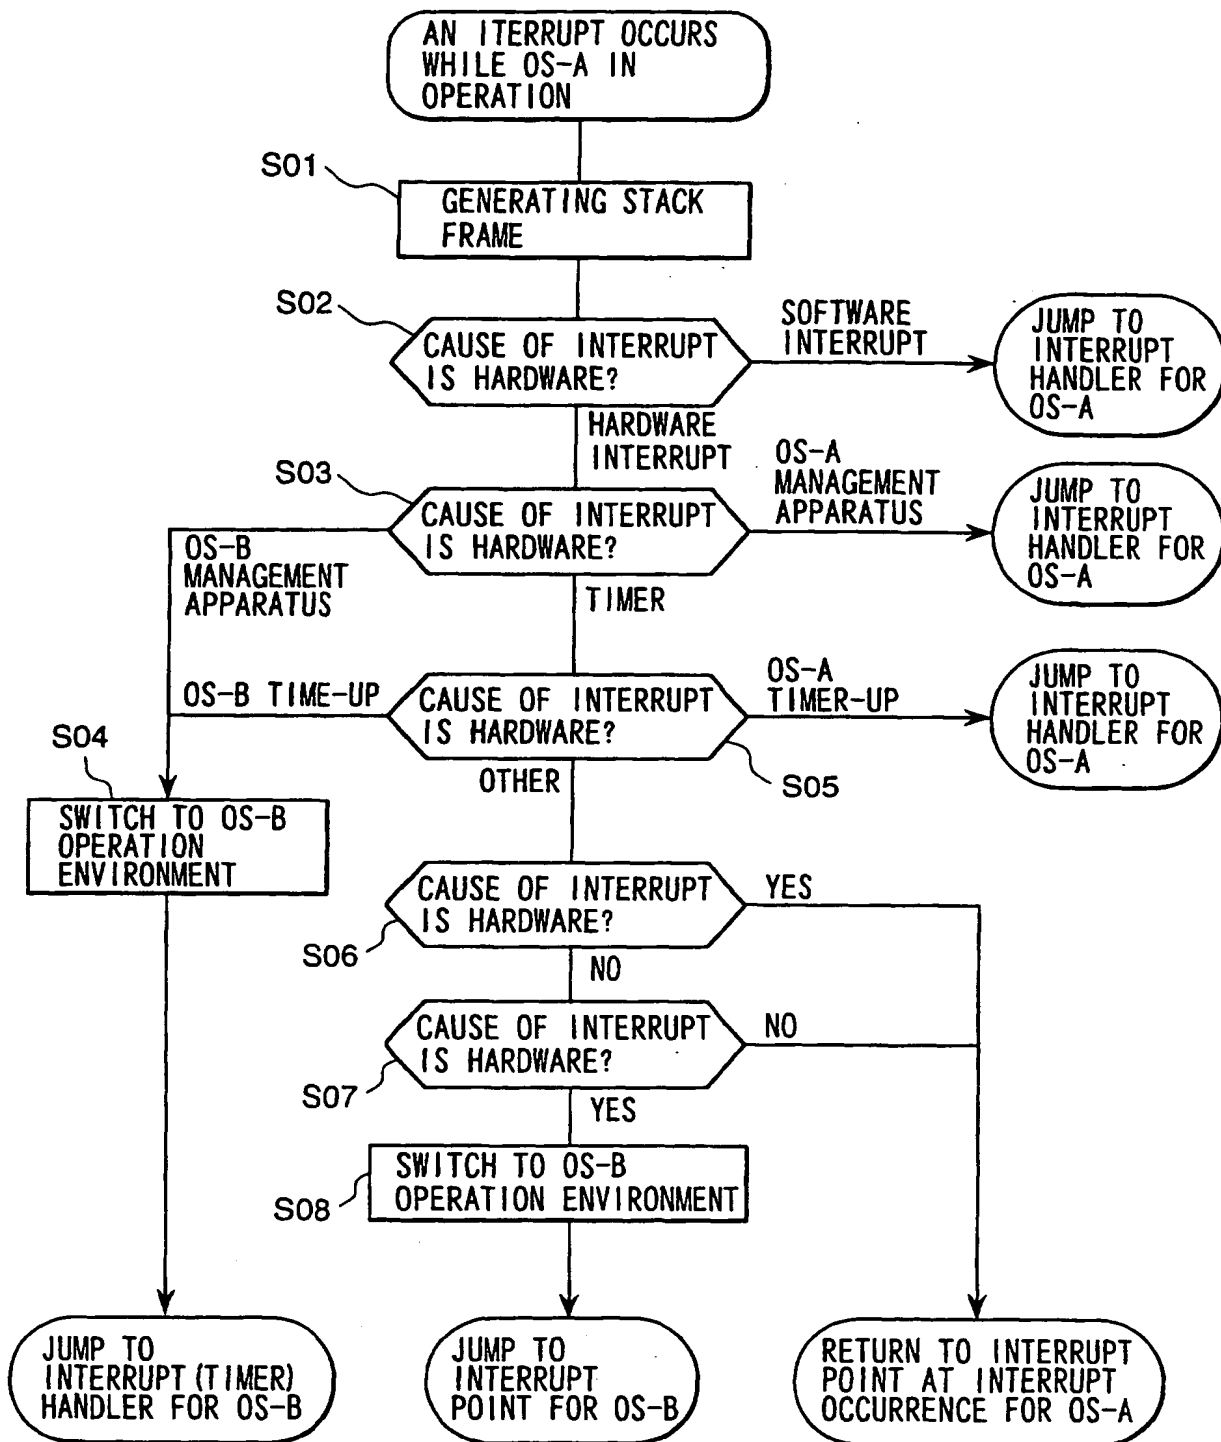 AN ITERRUPT OCCURS
WHILE OS-A IN
OPERATION
S01
GENERATING STACK
FRAME
S02
CAUSE OF INTERRUPT
IS HARDWARE?
SOFTWARE
INTERRUPT
JUMP TO
INTERRUPT
HANDLER FOR
OS-A
HARDWARE
INTERRUPT
S03
CAUSE OF INTERRUPT
IS HARDWARE?
OS-A
MANAGEMENT
APPARATUS
JUMP TO
INTERRUPT
HANDLER FOR
OS-A
OS-B
MANAGEMENT
APPARATUS
TIMER
OS-B TIME-UP
CAUSE OF INTERRUPT
IS HARDWARE?
OS-A
TIMER-UP
JUMP TO
INTERRUPT
HANDLER FOR
OS-A
S05
S04
SWITCH TO OS-B
OPERATION
ENVIRONMENT
OTHER
CAUSE OF INTERRUPT
IS HARDWARE?
YES
S06
NO
CAUSE OF INTERRUPT
IS HARDWARE?
NO
S07
YES
SWITCH TO OS-B
OPERATION ENVIRONMENT
S08
JUMP TO
INTERRUPT(TIMER)
HANDLER FOR OS-B
JUMP TO
INTERRUPT
POINT FOR OS-B
RETURN TO INTERRUPT
POINT AT INTERRUPT
OCCURRENCE FOR OS-A